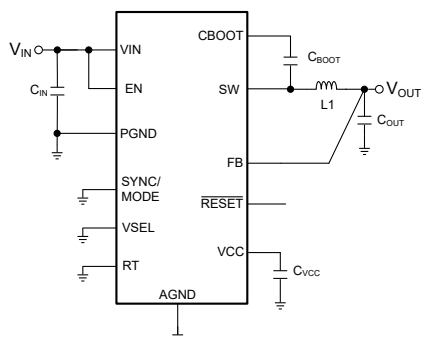 VIN
VIN
CBOOT
CBOOT
CIN
EN
SW
L1
VOUT
COUT
PGND
FB
SYNC/
MODE
RESET
VSEL
VCC
RT
CVCC
AGND